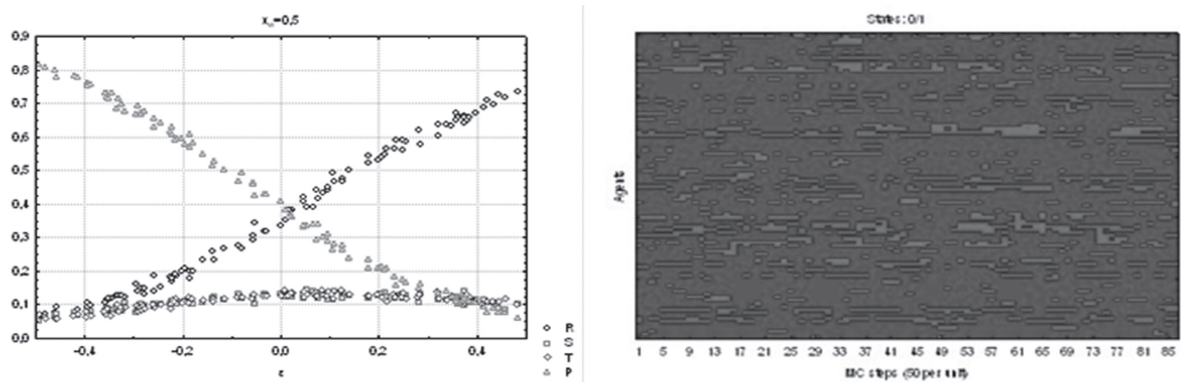 x₀=0,5
0,9
0,8
0,7
0,6
0,5
0,4
0,3
0,2
0,1
0,0
-0,4 -0,2 0,0 0,2 0,4
ε
R
S
T
P
States: 0/1
Agent
1 5 9 13 17 21 25 29 33 37 41 45 49 53 57 61 65 69 73 77 81 85
MC steps (50 per unit)